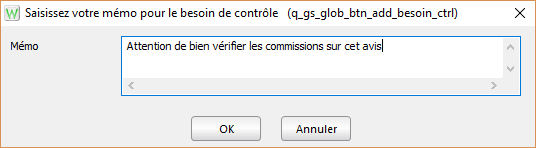 Saisissez votre mémo pour le besoin de contrôle (q_gs_glob_btn_add_besoin_ctrl)
Mémo
Attention de bien vérifier les commissions sur cet avis
OK
Annuler